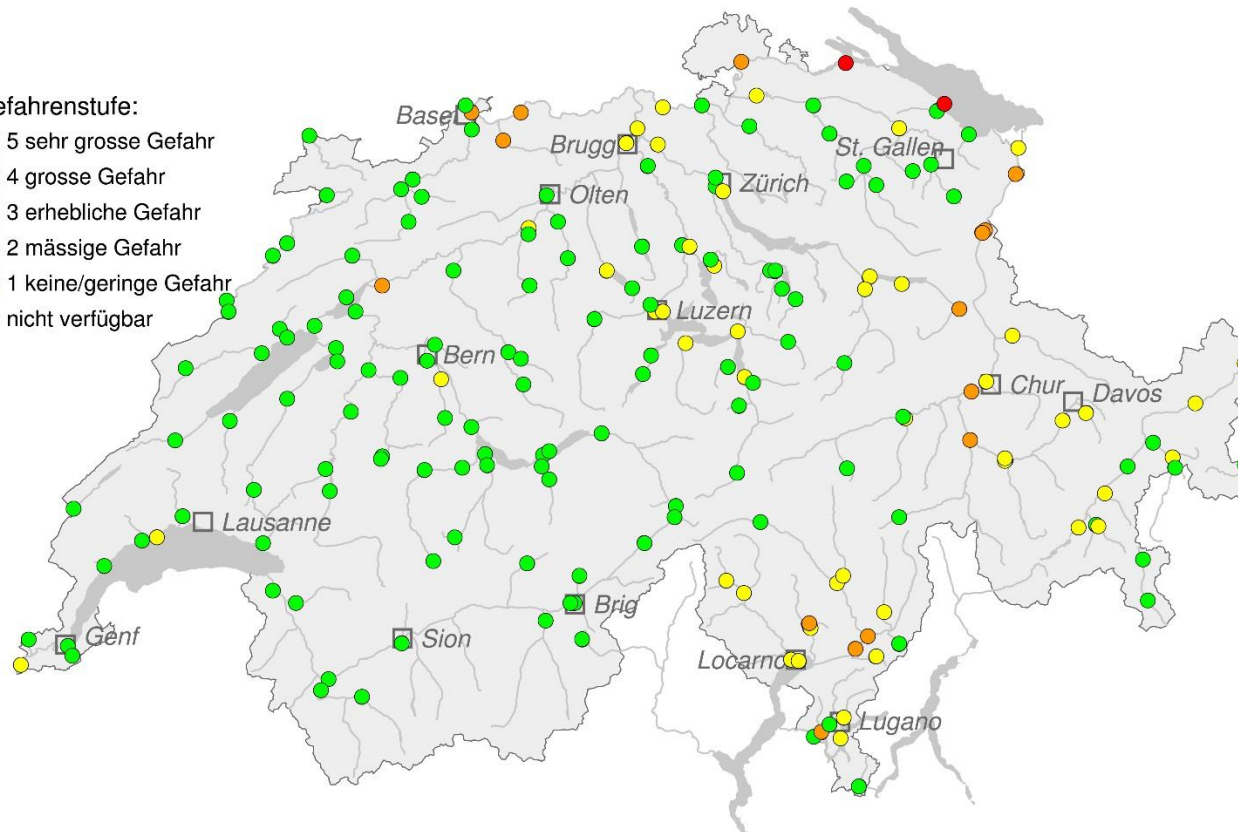 efahrenstufe:
5 sehr grosse Gefahr
4 grosse Gefahr
3 erhebliche Gefahr
2 mässige Gefahr
1 keine/geringe Gefahr
nicht verfügbar
Basel
Brugg
St. Gallen
Zürich
Olten
Luzern
Bern
Chur
Davos
Lausanne
Brig
Genf
Sion
Locarno
Lugano